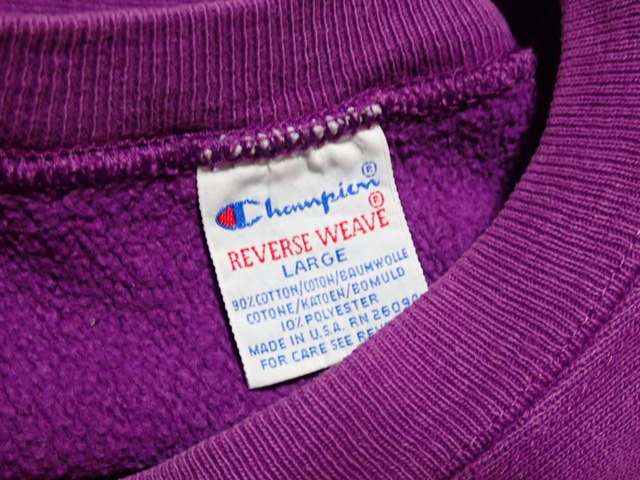 Champion®
REVERSE WEAVE®
LARGE
90% COTTON/COTON/BAUMWOLLE
COTONE/KATOEN/BOMULD
10% POLYESTER
MADE IN U.S.A. RN 26094
FOR CARE SEE